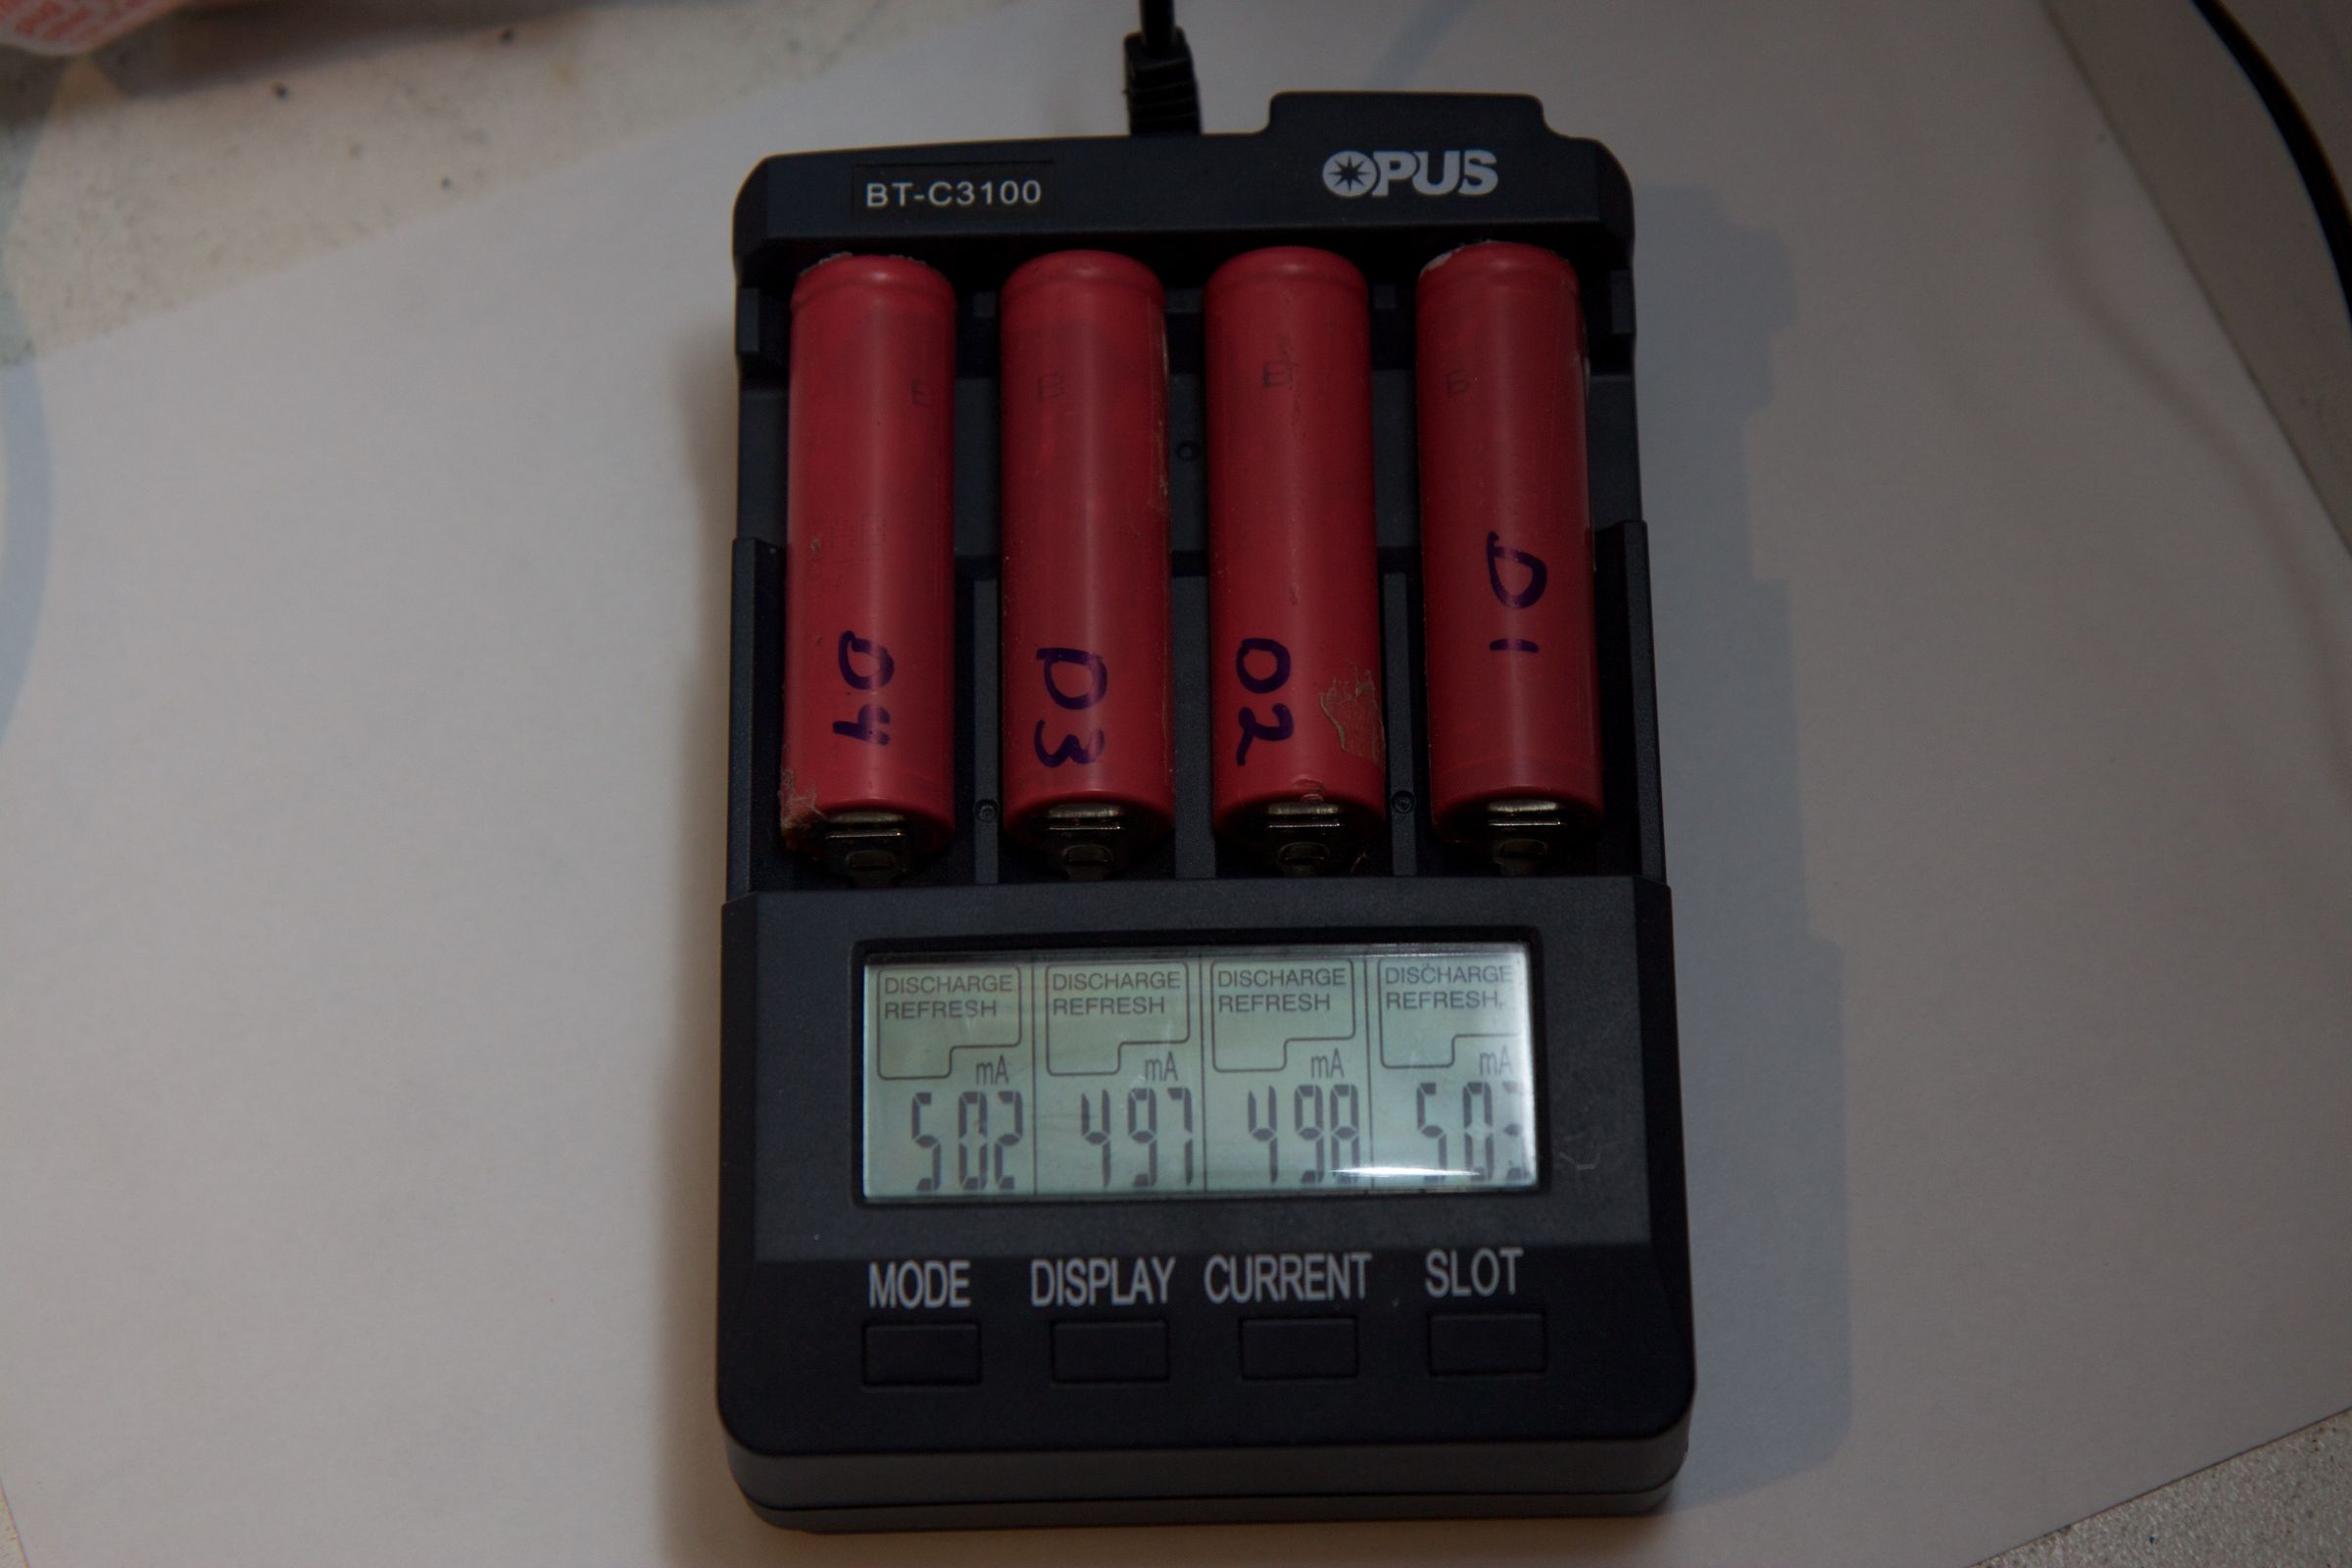 BT-C3100
OPUS
E
B
B
B
D4
D3
D2
D1
DISCHARGE
REFRESH
mA
502
DISCHARGE
REFRESH
mA
497
DISCHARGE
REFRESH
mA
498
DISCHARGE
REFRESH
mA
503
MODE DISPLAY CURRENT SLOT